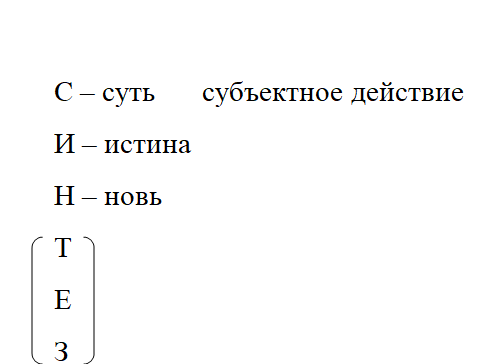 С – суть субъектное действие
И – истина
Н – новь
Т
Е
З